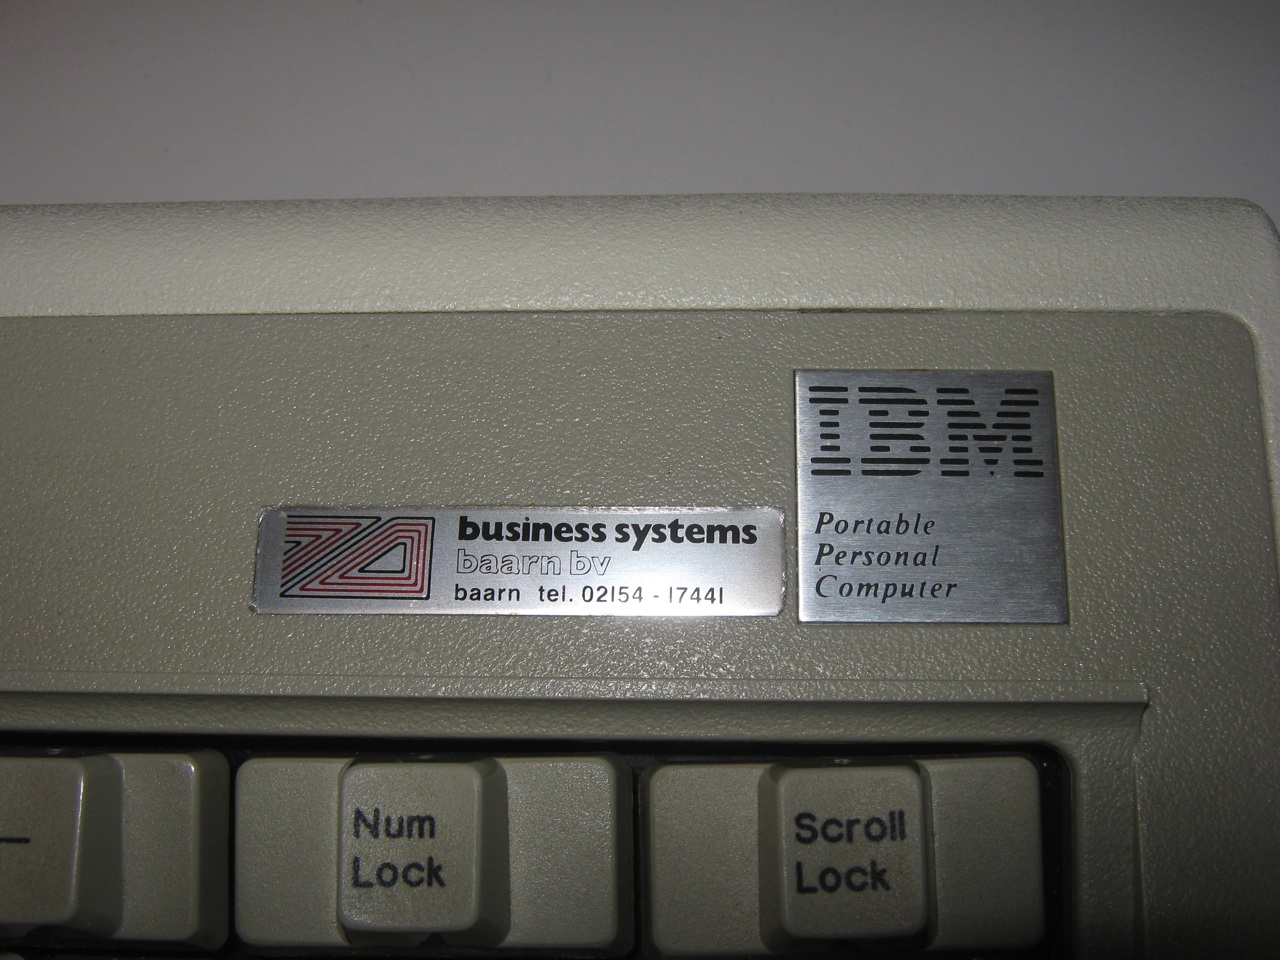 IBM
Portable
Personal
Computer
business systems
baarn bv
baarn tel. 02154 - 17441
Num
Lock
Scroll
Lock